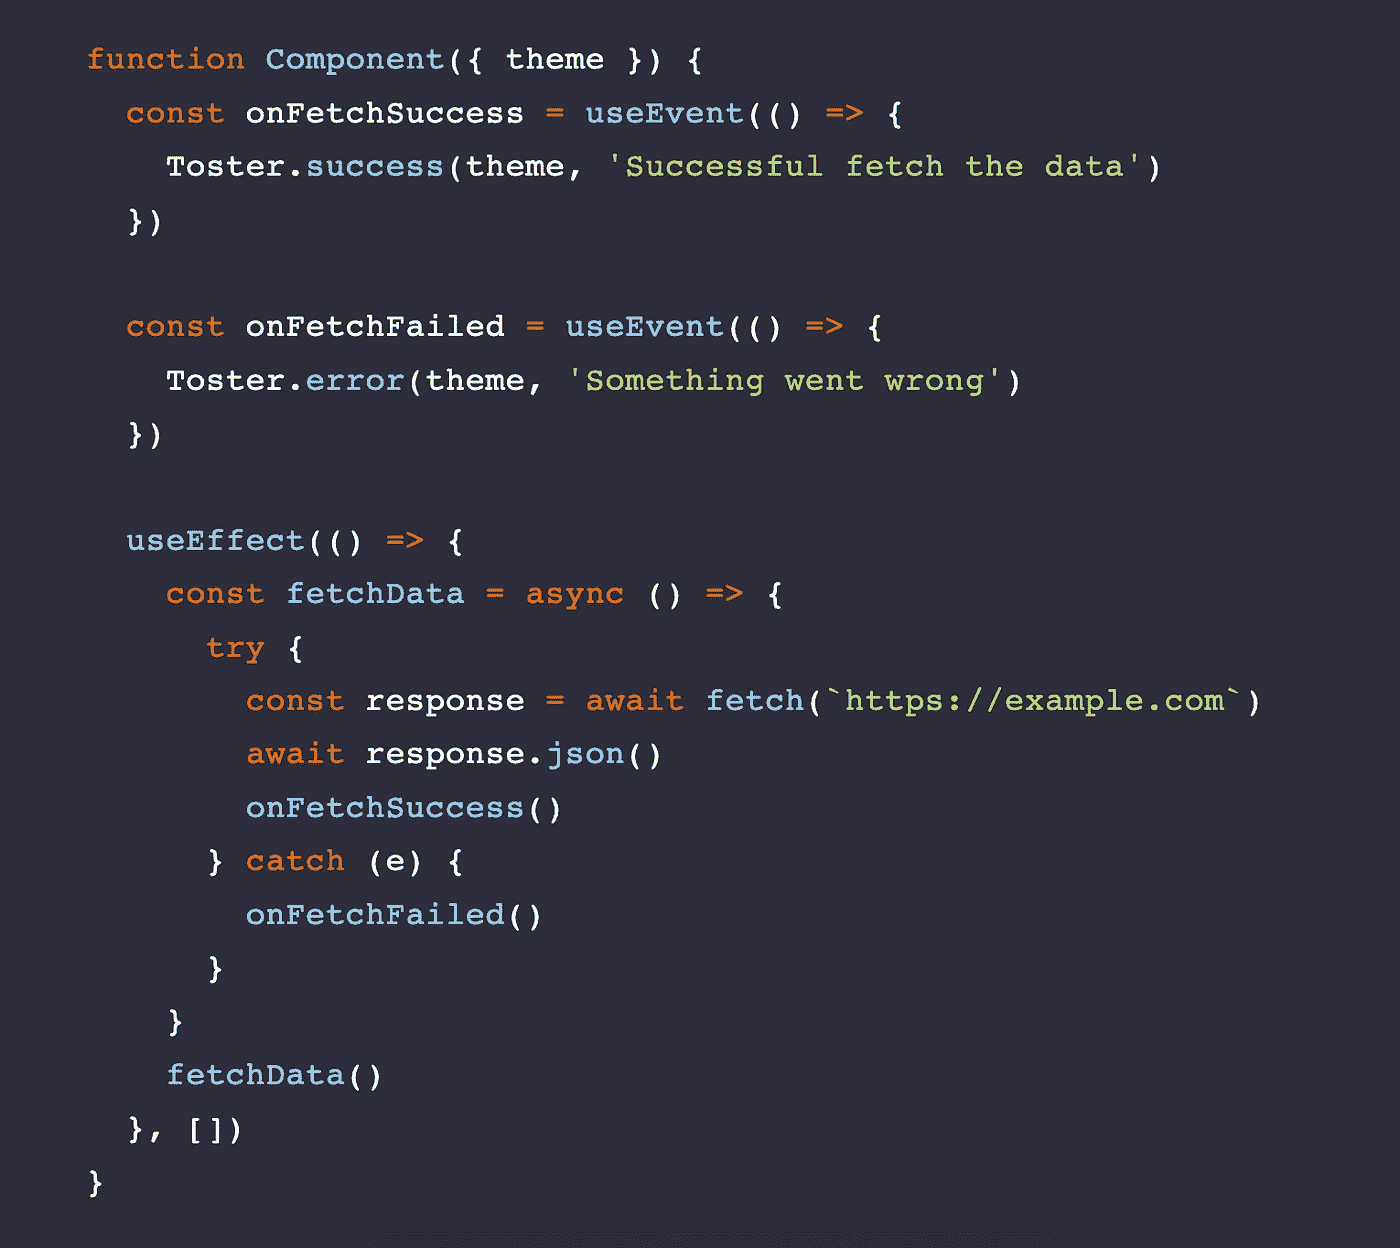 function Component({ theme }) {
  const onFetchSuccess = useEvent(() => {
    Toster.success(theme, 'Successful fetch the data')
  })

  const onFetchFailed = useEvent(() => {
    Toster.error(theme, 'Something went wrong')
  })

  useEffect(() => {
    const fetchData = async () => {
      try {
        const response = await fetch(`https://example.com`)
        await response.json()
        onFetchSuccess()
      } catch (e) {
        onFetchFailed()
      }
    }
    fetchData()
  }, [])
}